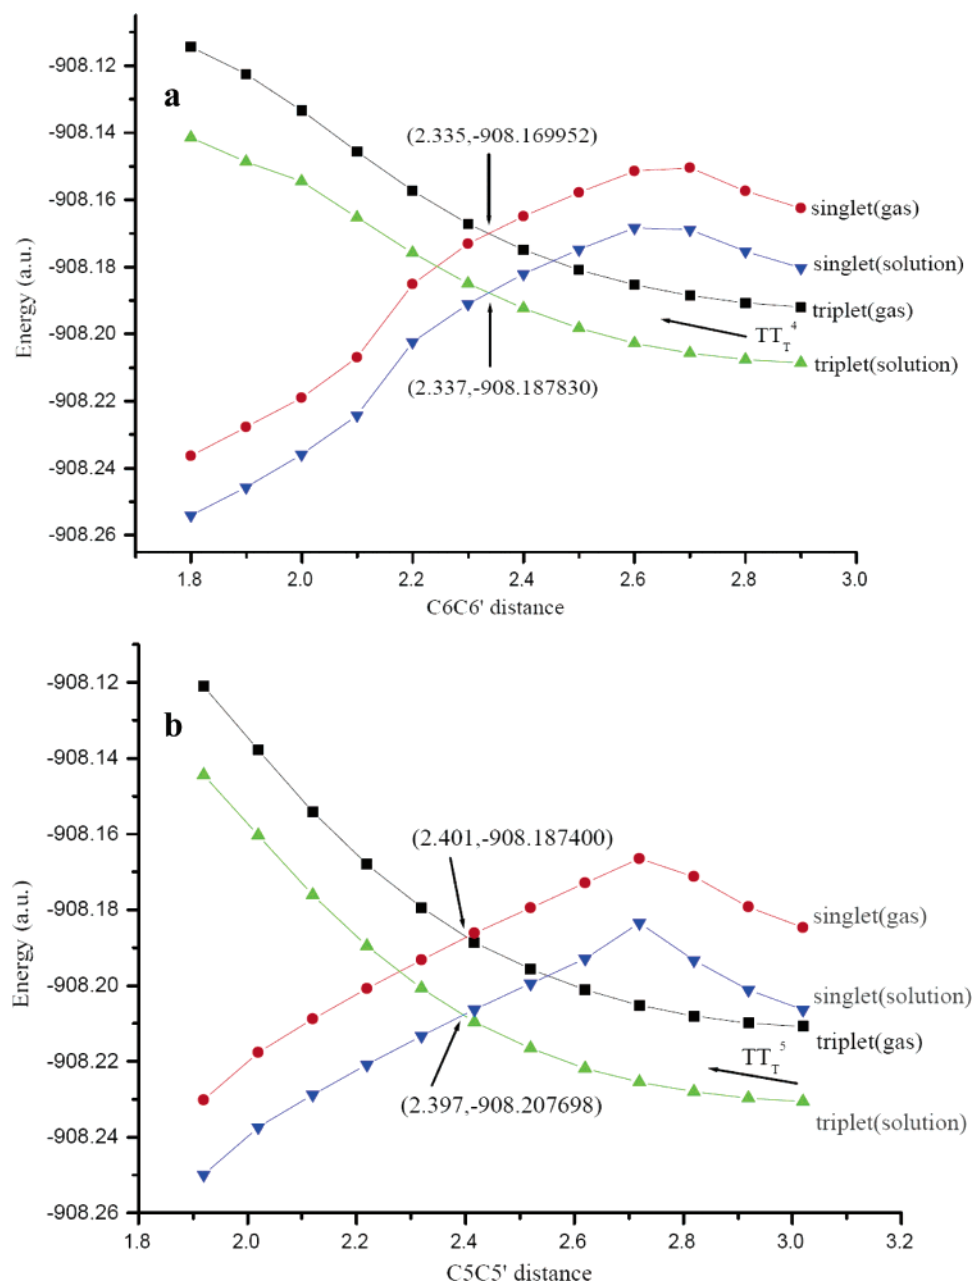 a
-908.12
-908.14
-908.16
-908.18
-908.20
-908.22
-908.24
-908.26
Energy (a.u.)
(2.335,-908.169952)
(2.337,-908.187830)
singlet(gas)
singlet(solution)
triplet(gas)
TT_T^4
triplet(solution)
1.8 2.0 2.2 2.4 2.6 2.8 3.0
C6C6' distance
b
-908.12
-908.14
-908.16
-908.18
-908.20
-908.22
-908.24
-908.26
Energy (a.u.)
(2.401,-908.187400)
(2.397,-908.207698)
singlet(gas)
singlet(solution)
triplet(gas)
TT_T^5
triplet(solution)
1.8 2.0 2.2 2.4 2.6 2.8 3.0 3.2
C5C5' distance